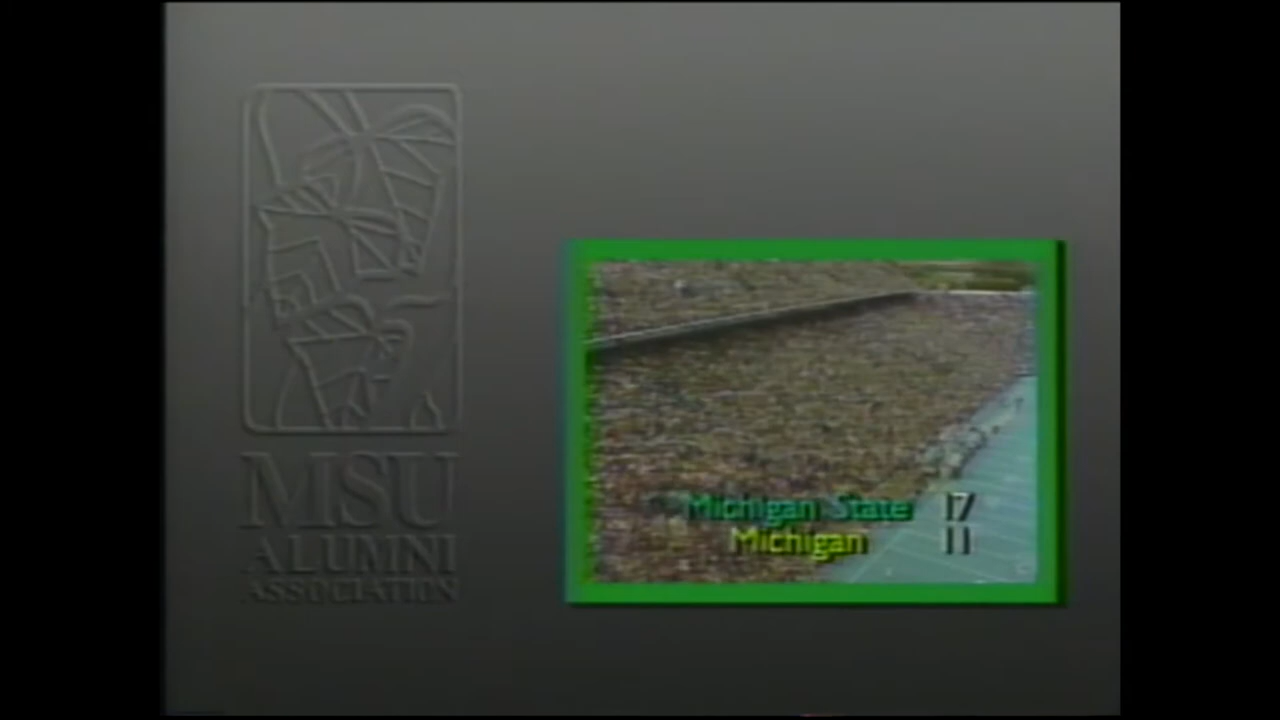 MSU
ALUMNI
ASSOCIATION
Michigan State 17
Michigan 11